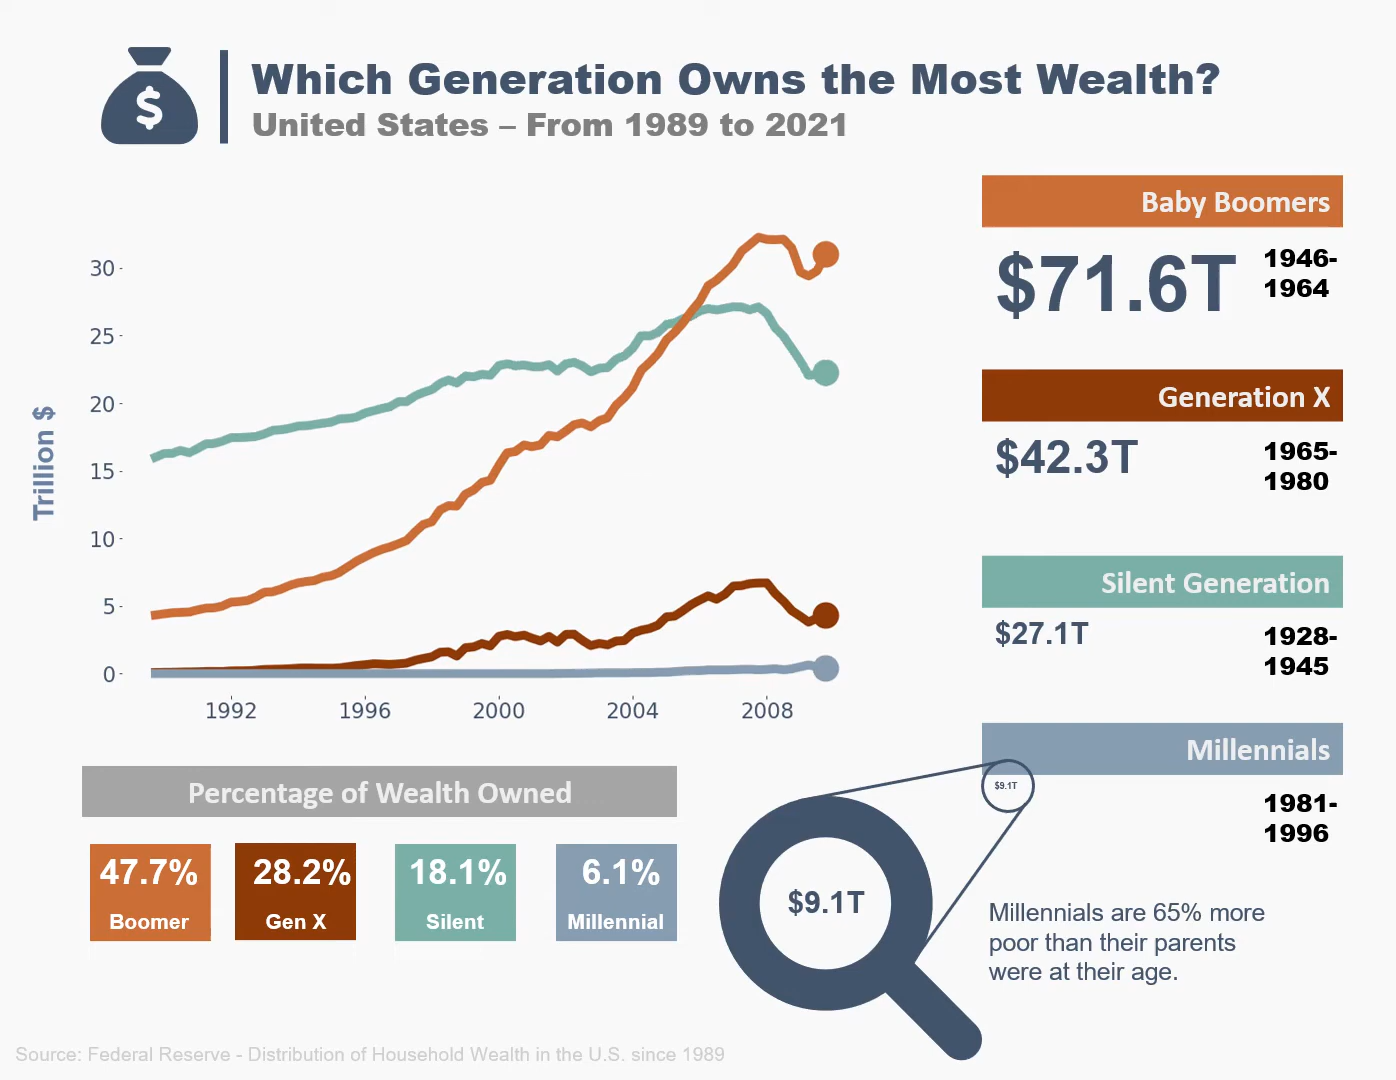 $
Which Generation Owns the Most Wealth?
United States – From 1989 to 2021
Trillion $
30
25
20
15
10
5
0
1992 1996 2000 2004 2008
Baby Boomers
$71.6T
1946-
1964
Generation X
$42.3T
1965-
1980
Silent Generation
$27.1T
1928-
1945
Millennials
$9.1T
1981-
1996
Percentage of Wealth Owned
47.7% 28.2% 18.1% 6.1%
Boomer Gen X Silent Millennial
$9.1T
Millennials are 65% more
poor than their parents
were at their age.
Source: Federal Reserve - Distribution of Household Wealth in the U.S. since 1989